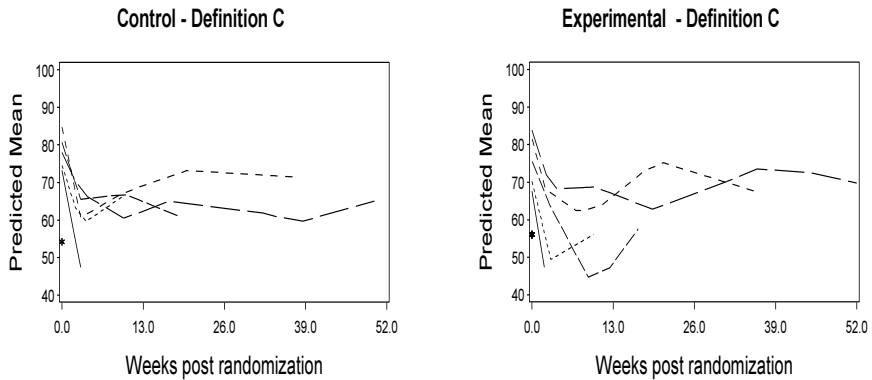 Control - Definition C
100
90
80
70
60
50
40
Predicted Mean
0.0 13.0 26.0 39.0 52.0
Weeks post randomization
Experimental - Definition C
100
90
80
70
60
50
40
Predicted Mean
0.0 13.0 26.0 39.0 52.0
Weeks post randomization